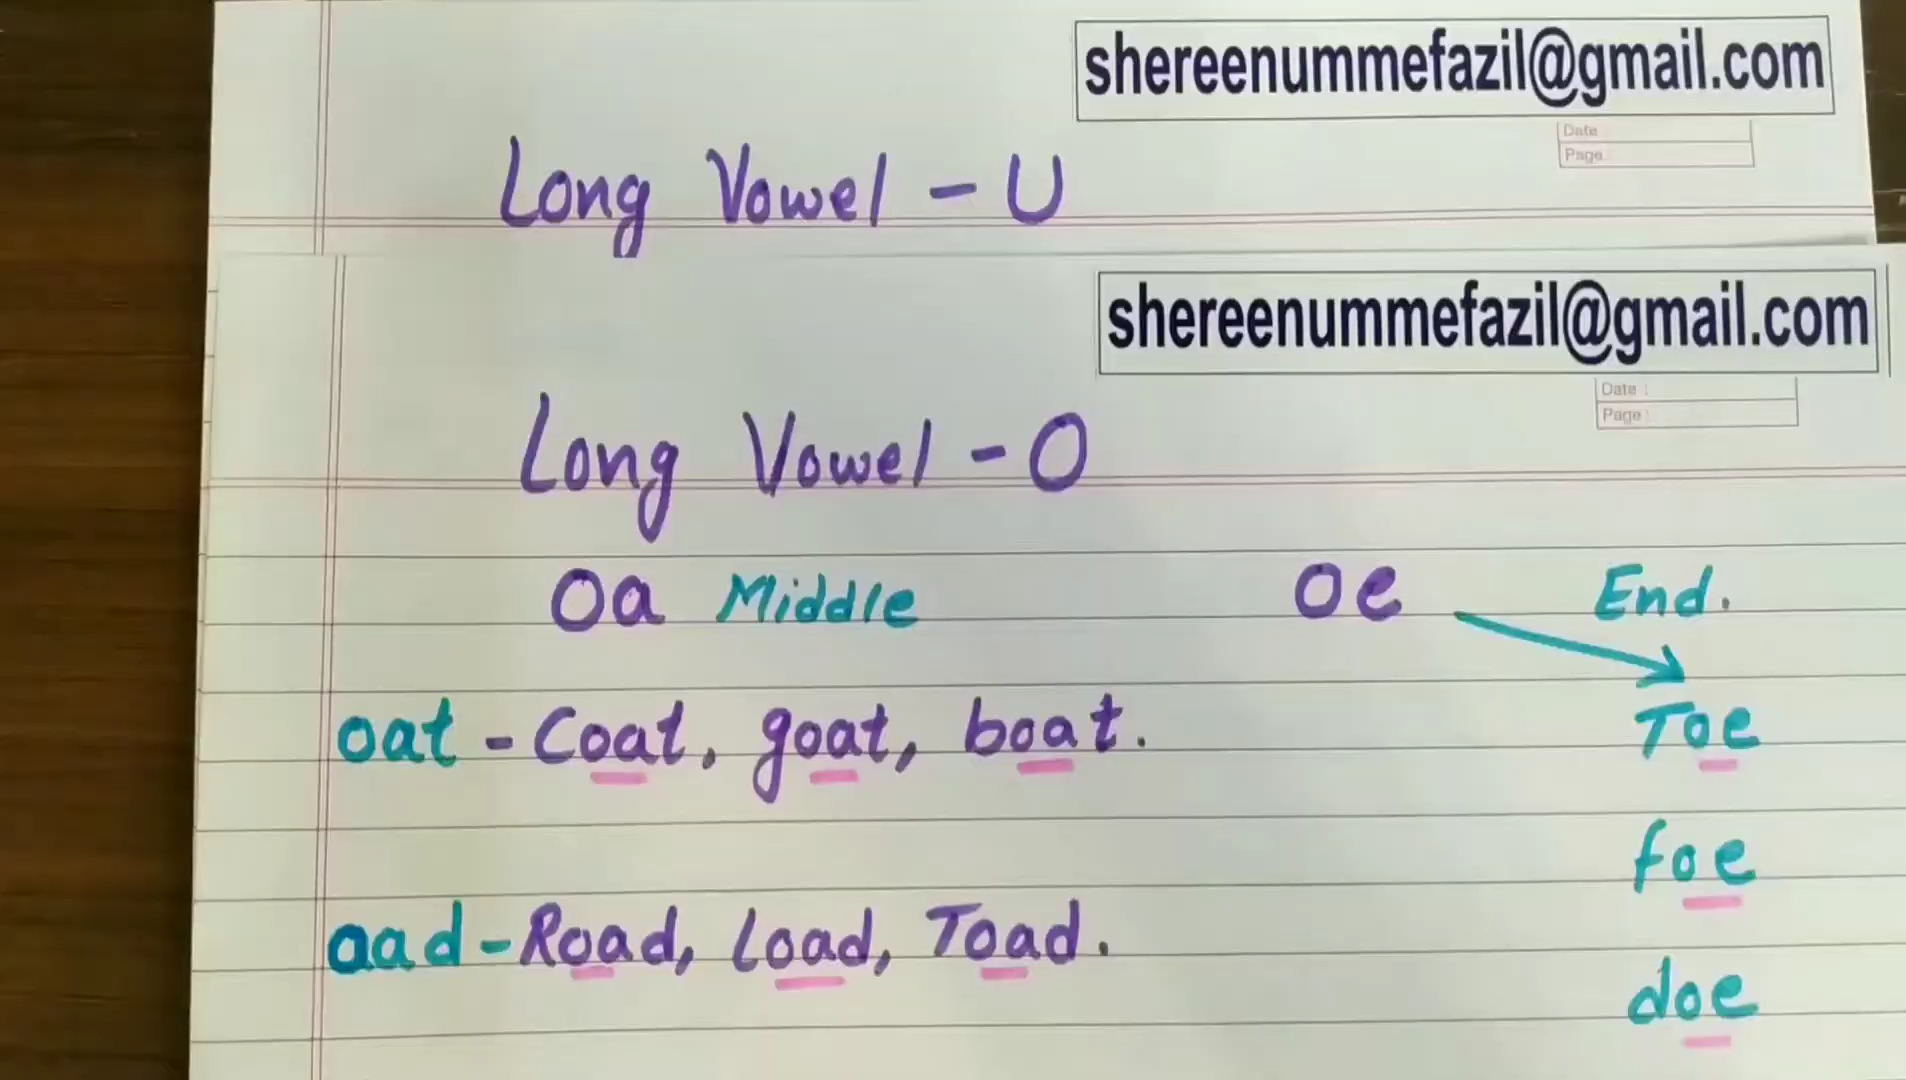 shereenummefazil@gmail.com
Date
Page
Long Vowel - U
shereenummefazil@gmail.com
Date :
Page :
Long Vowel - O
Oa Middle
Oe End.
oat - Coat, goat, boat.
Toe
foe
oad - Road, Load, Toad.
doe